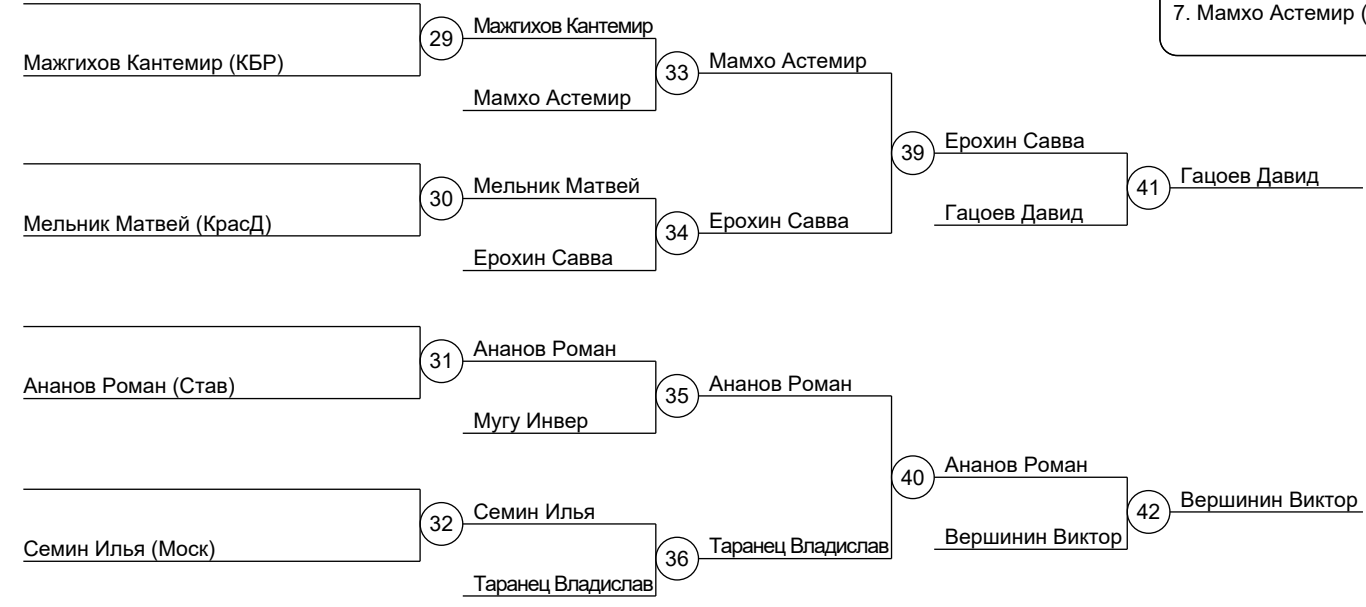 7. Мамхо Астемир (
Мажгихов Кантемир (КБР)
29
Мажгихов Кантемир
Мамхо Астемир
33
Мамхо Астемир
Мельник Матвей (КрасД)
30
Мельник Матвей
Ерохин Савва
34
Ерохин Савва
39
Ерохин Савва
Гацоев Давид
41
Гацоев Давид
Ананов Роман (Став)
31
Ананов Роман
Мугу Инвер
35
Ананов Роман
Семин Илья (Моск)
32
Семин Илья
Таранец Владислав
36
Таранец Владислав
40
Ананов Роман
Вершинин Виктор
42
Вершинин Виктор